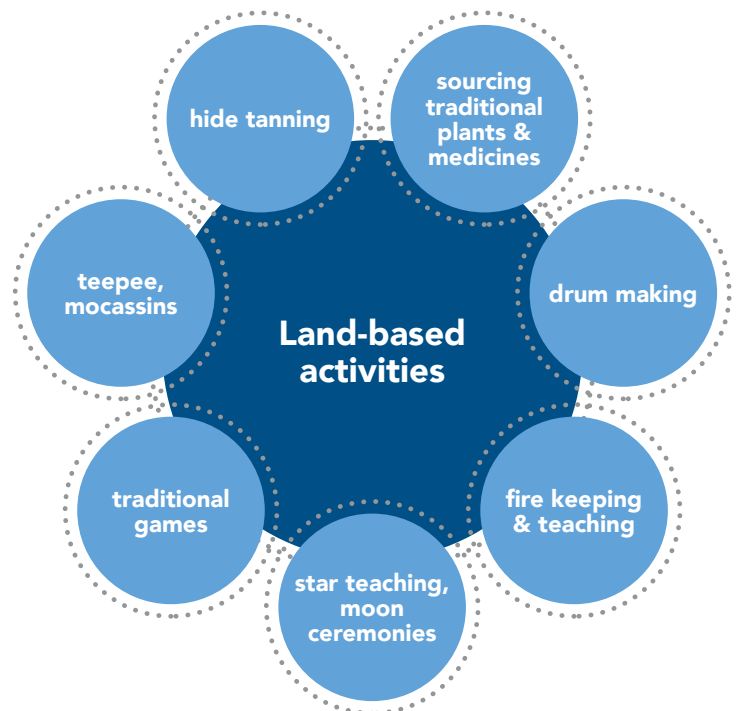 hide tanning
sourcing
traditional
plants &
medicines
teepee,
mocassins
drum making
Land-based
activities
traditional
games
fire keeping
& teaching
star teaching,
moon
ceremonies